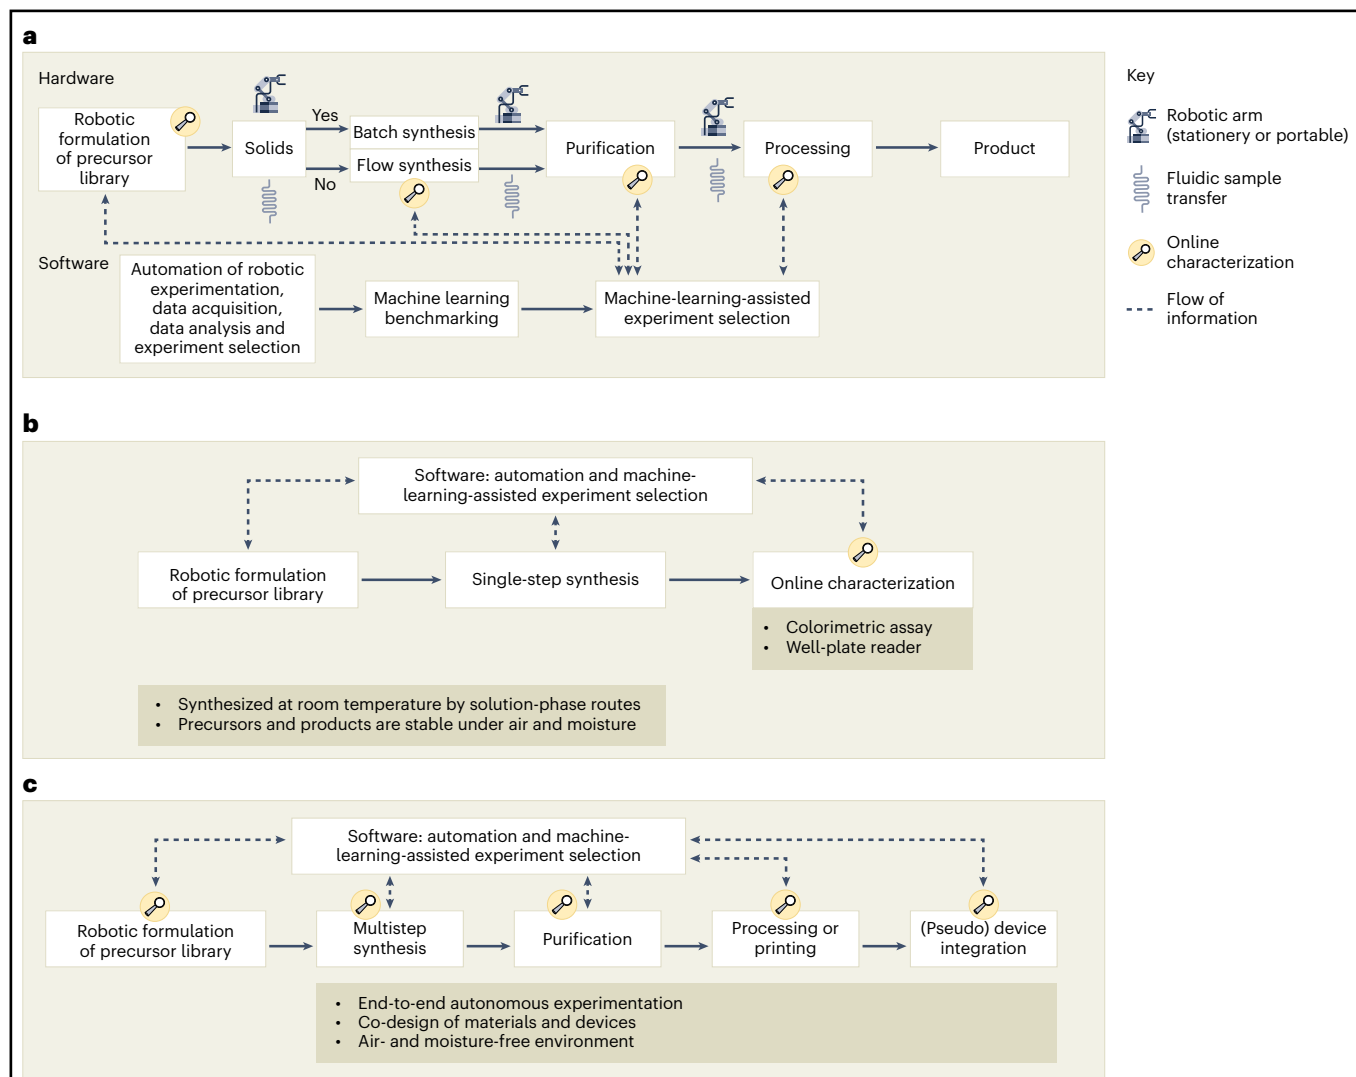 a
Hardware
Robotic
formulation
of precursor
library
Solids
Yes
No
Batch synthesis
Flow synthesis
Purification
Processing
Product
Software
Automation of robotic
experimentation,
data acquisition,
data analysis and
experiment selection
Machine learning
benchmarking
Machine-learning-assisted
experiment selection
Key
Robotic arm
(stationery or portable)
Fluidic sample
transfer
Online
characterization
Flow of
information
b
Software: automation and machine-
learning-assisted experiment selection
Robotic formulation
of precursor library
Single-step synthesis
Online characterization
• Colorimetric assay
• Well-plate reader
• Synthesized at room temperature by solution-phase routes
• Precursors and products are stable under air and moisture
c
Software: automation and machine-
learning-assisted experiment selection
Robotic formulation
of precursor library
Multistep
synthesis
Purification
Processing or
printing
(Pseudo) device
integration
• End-to-end autonomous experimentation
• Co-design of materials and devices
• Air- and moisture-free environment